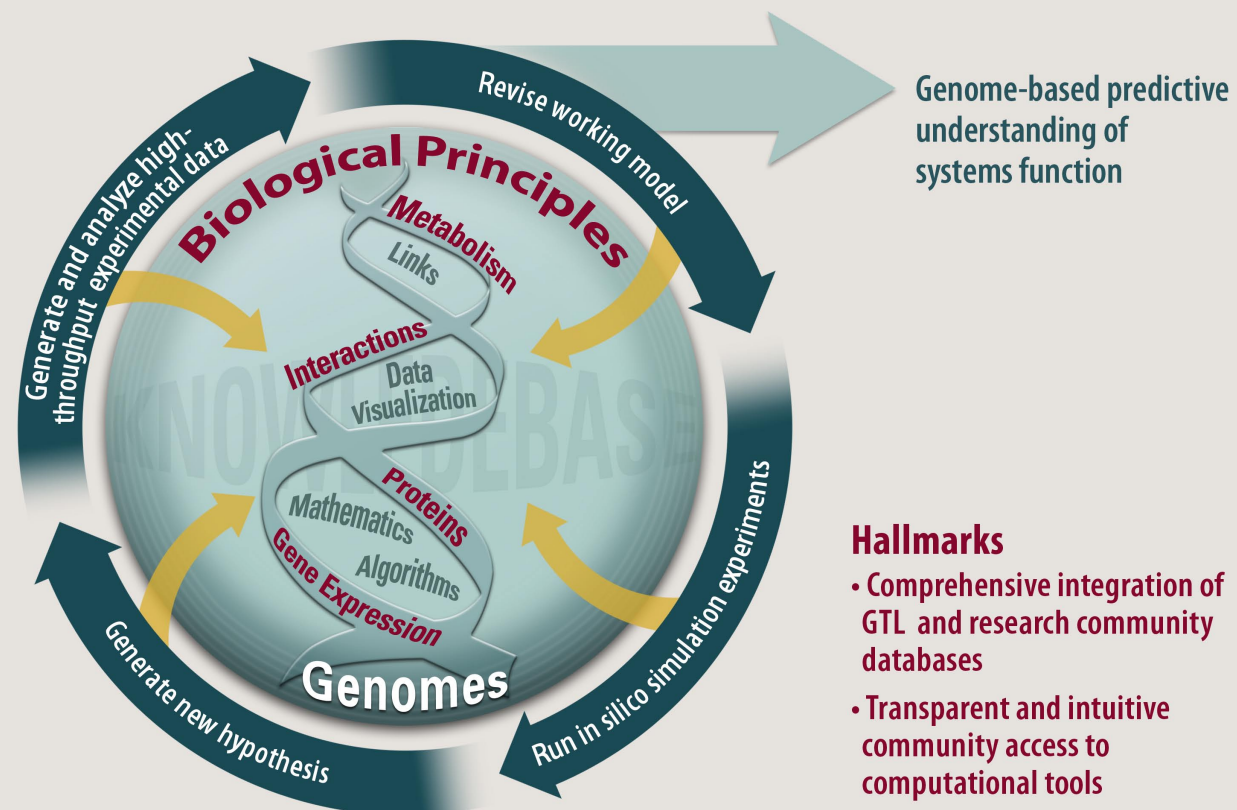 Revise working model
Genome-based predictive
understanding of
systems function
Generate and analyze high-
throughput experimental data
Biological Principles
Metabolism
Links
Interactions
Data
Visualization
KNOWLEDGEBASE
Proteins
Mathematics
Algorithms
Gene Expression
Genomes
Run in silico simulation experiments
Generate new hypothesis
Hallmarks
• Comprehensive integration of
GTL and research community
databases
• Transparent and intuitive
community access to
computational tools